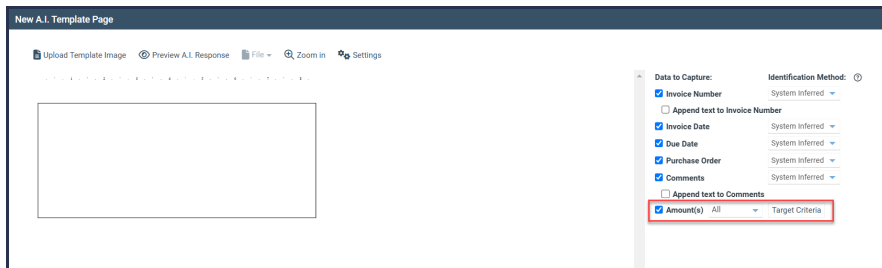 New A.I. Template Page
Upload Template Image Preview A.I. Response File Zoom in Settings
Data to Capture: Identification Method:
Invoice Number System Inferred
Append text to Invoice Number
Invoice Date System Inferred
Due Date System Inferred
Purchase Order System Inferred
Comments System Inferred
Append text to Comments
Amount(s) All Target Criteria